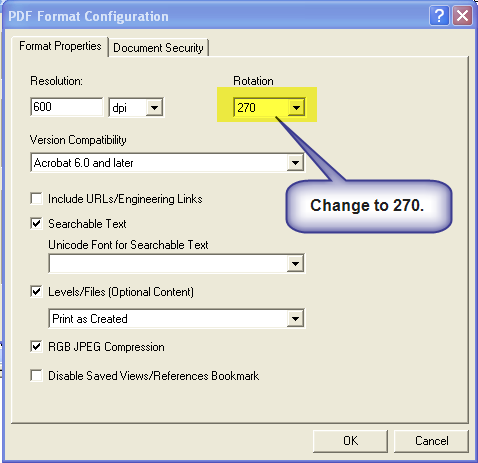 PDF Format Configuration
Format Properties Document Security
Resolution: Rotation
600 dpi 270
Version Compatibility
Acrobat 6.0 and later
Include URLs/Engineering Links
Change to 270.
Searchable Text
Unicode Font for Searchable Text
Levels/Files (Optional Content)
Print as Created
RGB JPEG Compression
Disable Saved Views/References Bookmark
OK Cancel